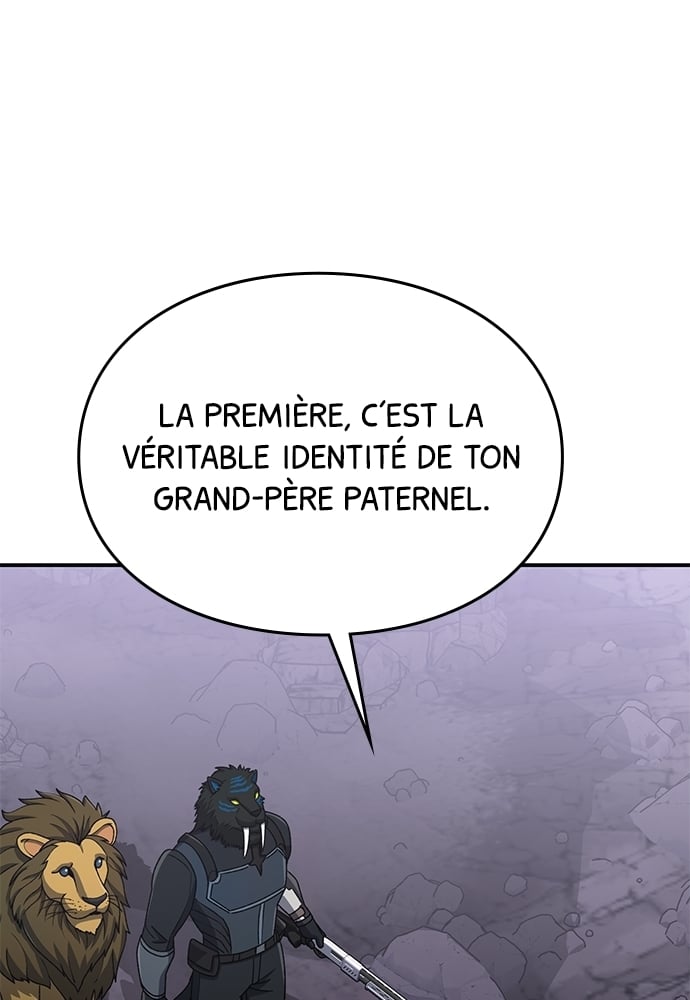 LA PREMIÈRE, C'EST LA
VÉRITABLE IDENTITÉ DE TON
GRAND-PÈRE PATERNEL.